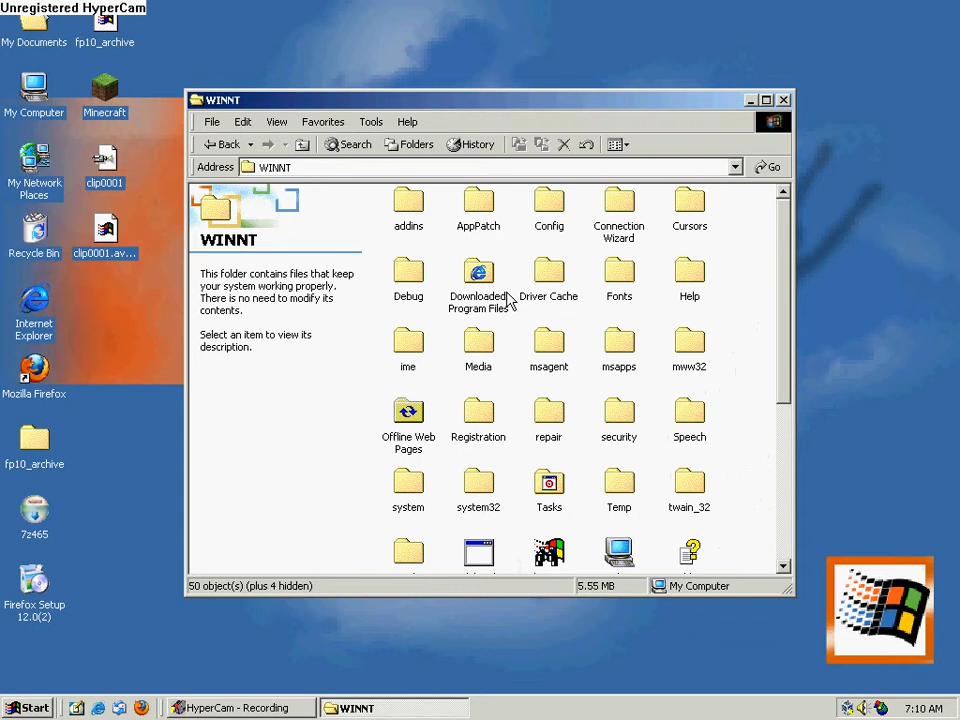 Unregistered HyperCam
My Documents
fp10_archive
My Computer
Minecraft
My Network
Places
clip0001
Recycle Bin
clip0001.av...
Internet
Explorer
Mozilla Firefox
fp10_archive
7z465
Firefox Setup
12.0(2)
WINNT
File Edit View Favorites Tools Help
Back Search Folders History
Address WINNT Go
WINNT
This folder contains files that keep
your system working properly.
There is no need to modify its
contents.
Select an item to view its
description.
addins AppPatch Config Connection
Wizard Cursors
Debug Downloaded
Program Files Driver Cache Fonts Help
ime Media msagent msapps mww32
Offline Web
Pages Registration repair security Speech
system system32 Tasks Temp twain_32
50 object(s) (plus 4 hidden) 5.55 MB My Computer
Start HyperCam - Recording WINNT 7:10 AM